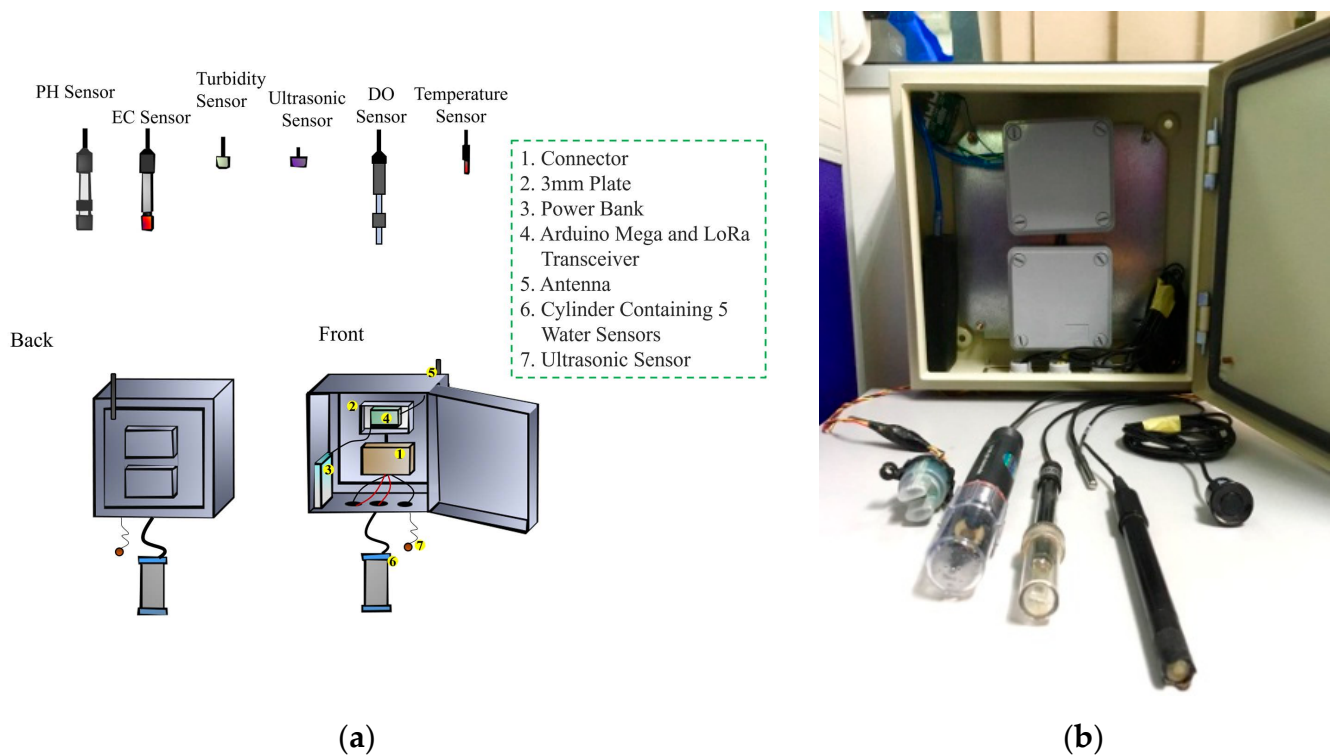 PH Sensor
EC Sensor
Turbidity
Sensor
Ultrasonic
Sensor
DO
Sensor
Temperature
Sensor
1. Connector
2. 3mm Plate
3. Power Bank
4. Arduino Mega and LoRa
Transceiver
5. Antenna
6. Cylinder Containing 5
Water Sensors
7. Ultrasonic Sensor
Back
Front
5
2
4
1
3
6
7
(a)
(b)